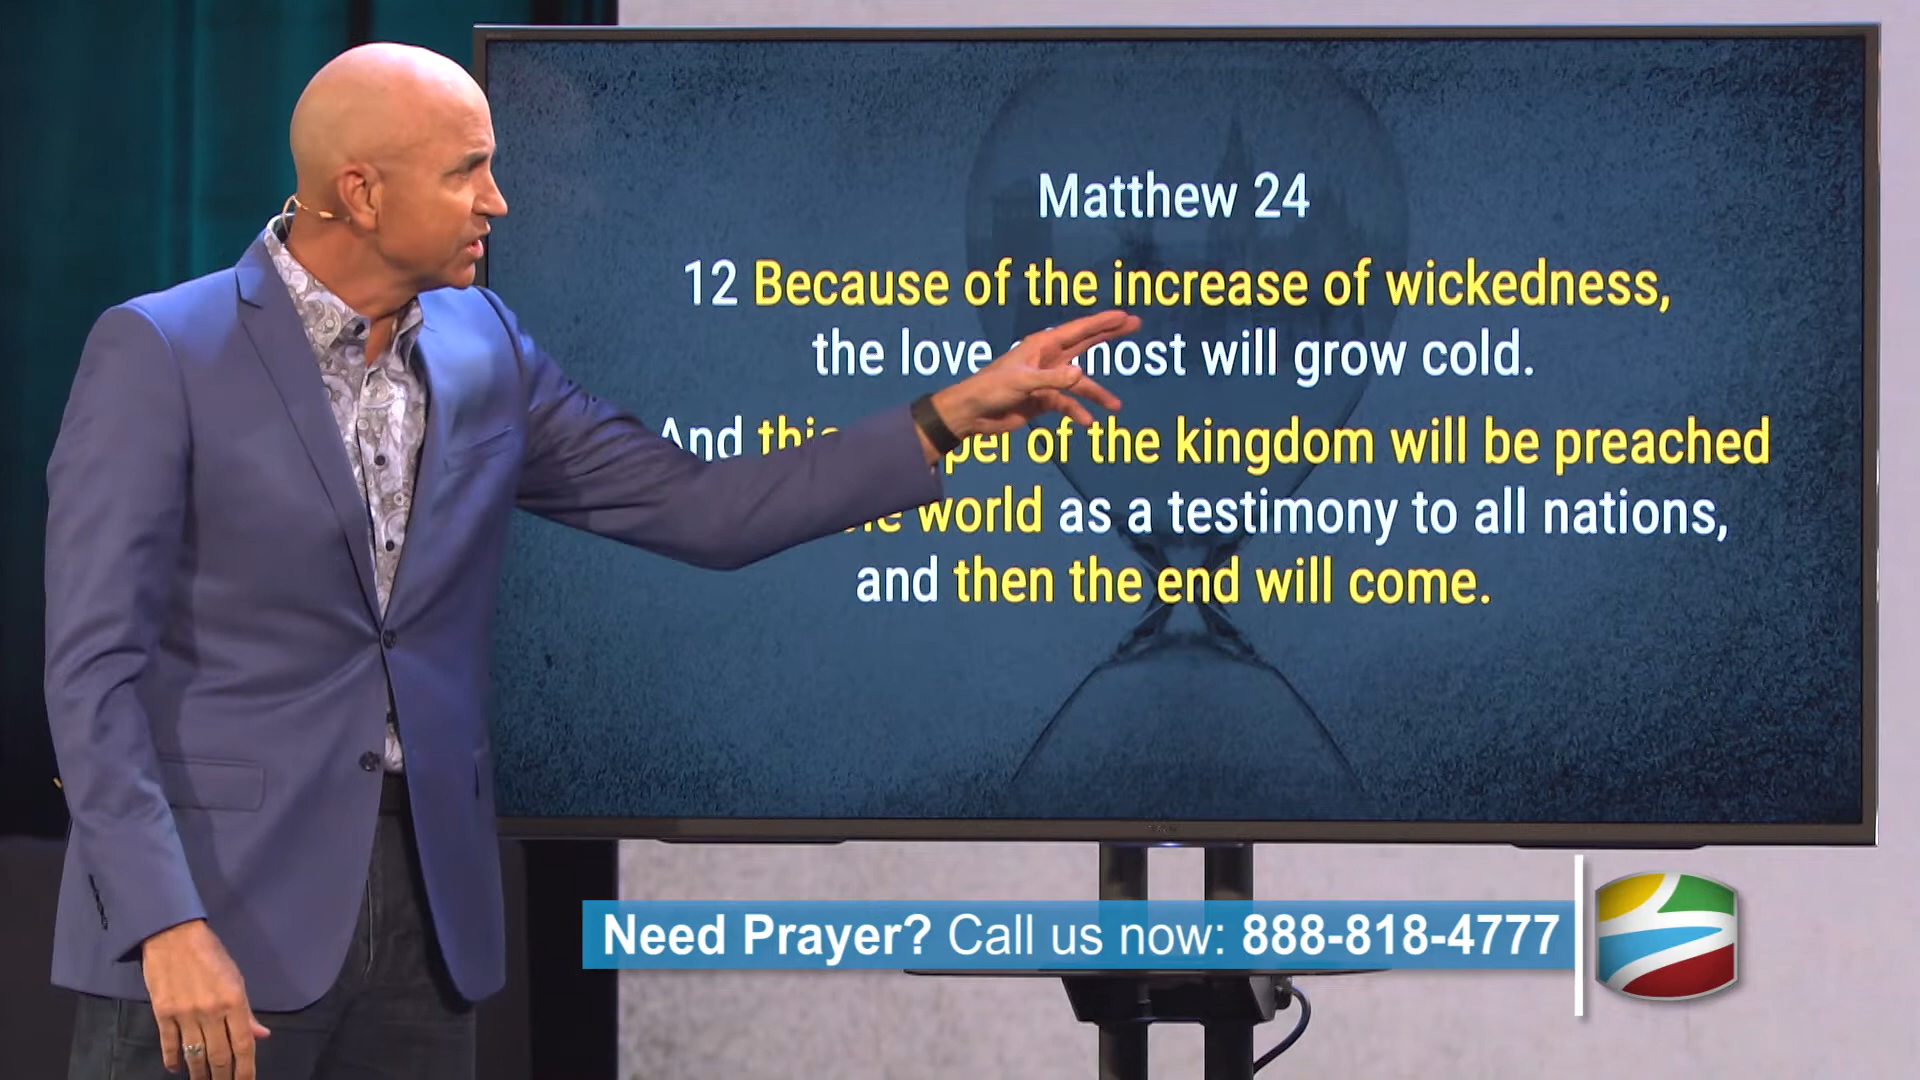 Matthew 24
12 Because of the increase of wickedness,
the love most will grow cold.
And of the kingdom will be preached
world as a testimony to all nations,
and then the end will come.
Need Prayer? Call us now: 888-818-4777